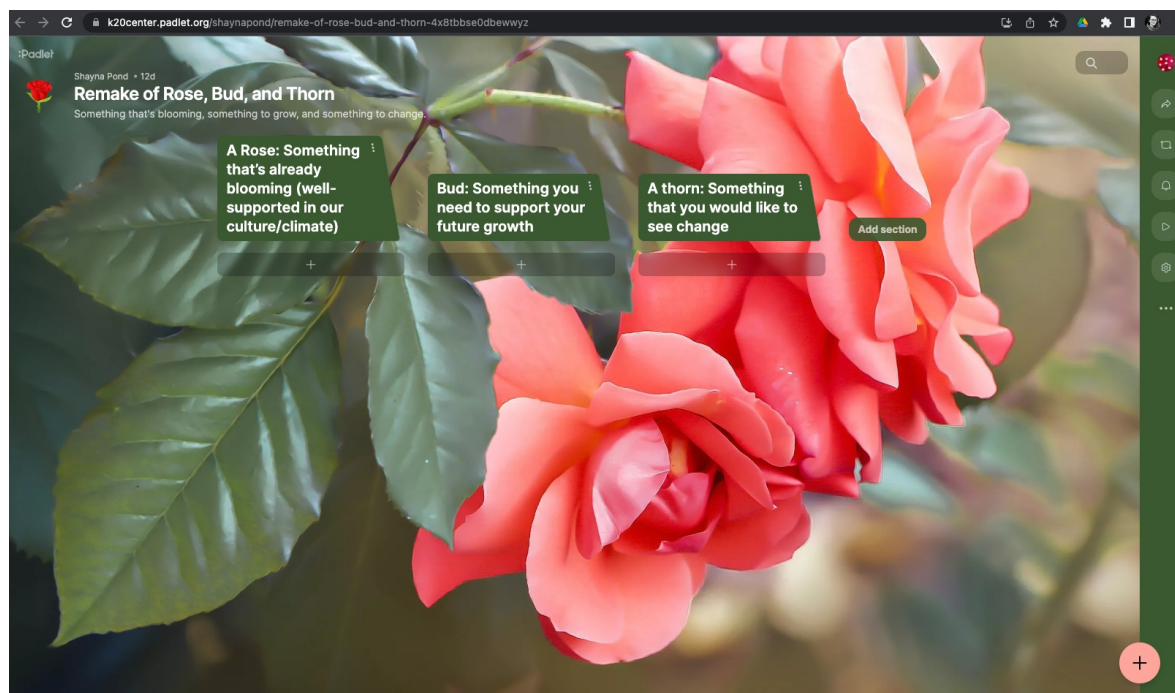 k20center.padlet.org/shaynapond/remake-of-rose-bud-and-thorn-4x8tbbse0dbewwyz
:Padlet
Shayna Pond • 12d
Remake of Rose, Bud, and Thorn
Something that's blooming, something to grow, and something to change.
A Rose: Something
that's already
blooming (well-
supported in our
culture/climate)
Bud: Something you
need to support your
future growth
A thorn: Something
that you would like to
see change
Add section